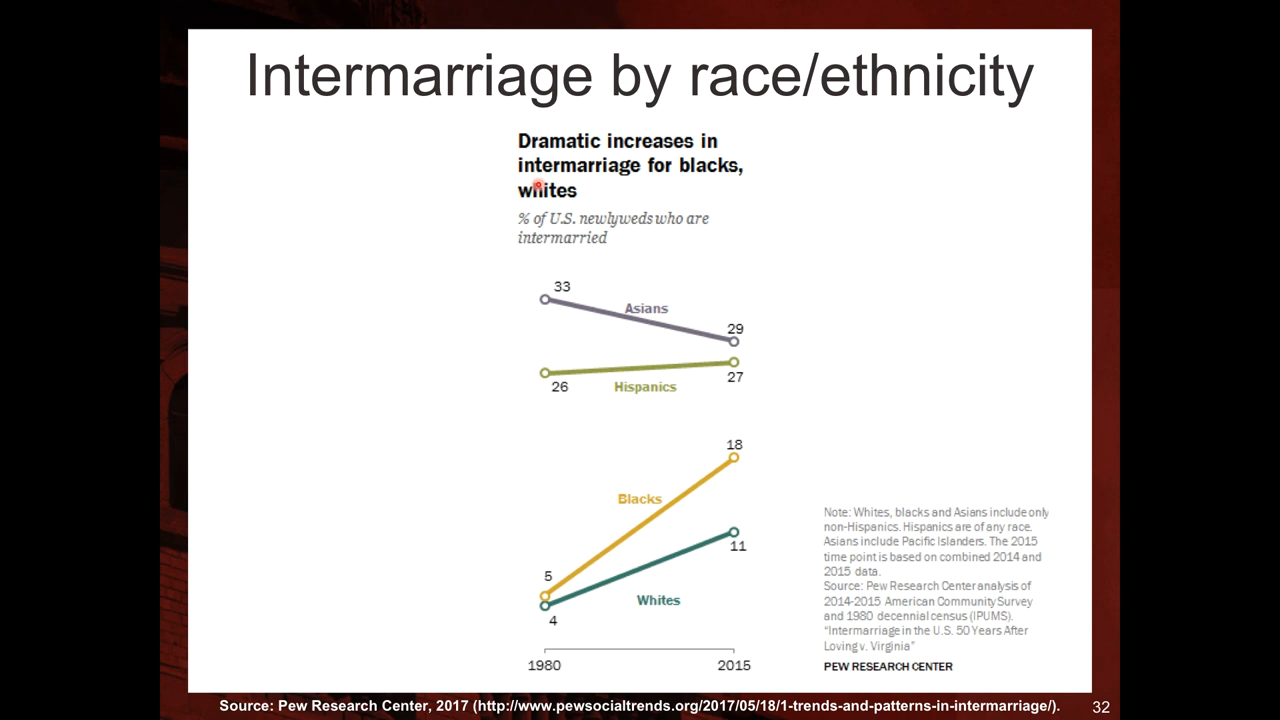 Intermarriage by race/ethnicity
Dramatic increases in
intermarriage for blacks,
whites
% of U.S. newlyweds who are
intermarried
33
Asians
29
26
Hispanics
27
18
Blacks
5
11
Whites
4
1980
2015
Note: Whites, blacks and Asians include only
non-Hispanics. Hispanics are of any race.
Asians include Pacific Islanders. The 2015
time point is based on combined 2014 and
2015 data.
Source: Pew Research Center analysis of
2014-2015 American Community Survey
and 1980 decennial census (IPUMS).
"Intermarriage in the U.S. 50 Years After
Loving v. Virginia"
PEW RESEARCH CENTER
Source: Pew Research Center, 2017 (http://www.pewsocialtrends.org/2017/05/18/1-trends-and-patterns-in-intermarriage/).
32